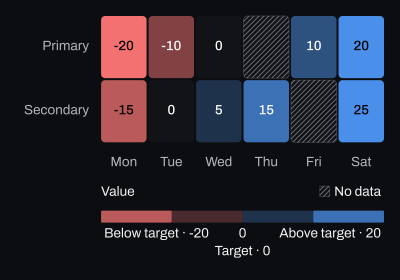 Primary -20 -10 0 10 20
Secondary -15 0 5 15 25
Mon Tue Wed Thu Fri Sat
Value No data
Below target · -20 0 Above target · 20
Target · 0